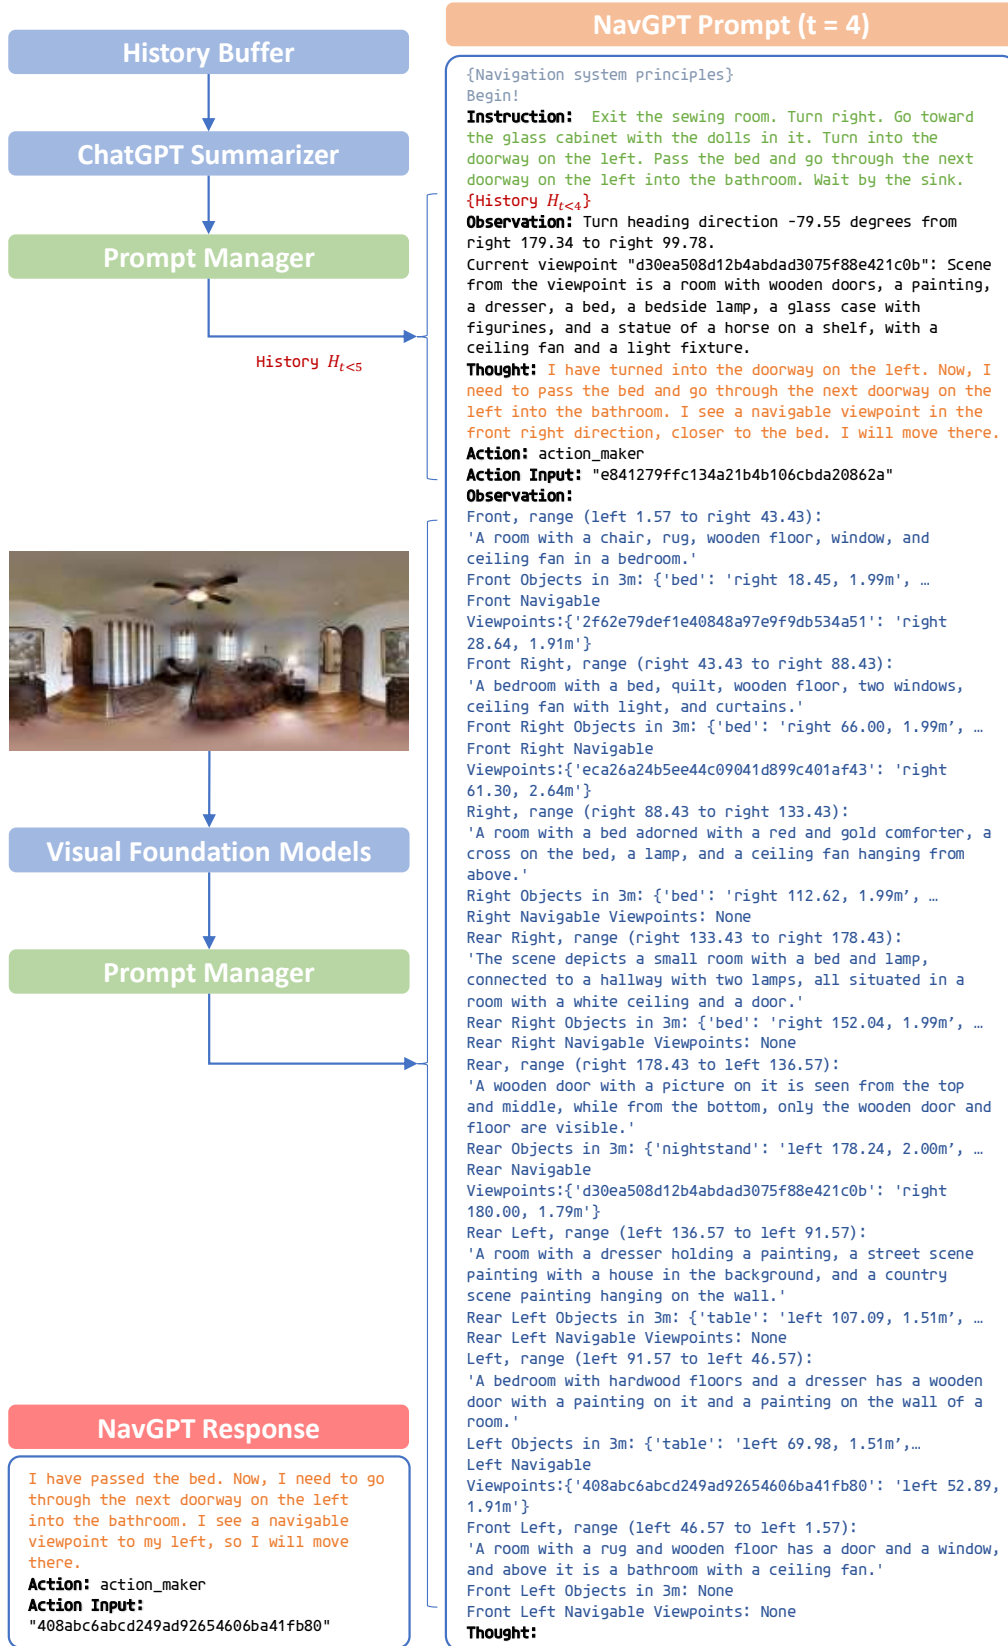 History Buffer
ChatGPT Summarizer
Prompt Manager
History H_{t<5}
Visual Foundation Models
Prompt Manager
NavGPT Response
I have passed the bed. Now, I need to go
through the next doorway on the left
into the bathroom. I see a navigable
viewpoint to my left, so I will move
there.
Action: action_maker
Action Input:
"408abc6abcd249ad92654606ba41fb80"
NavGPT Prompt (t = 4)
{Navigation system principles}
Begin!
Instruction: Exit the sewing room. Turn right. Go toward
the glass cabinet with the dolls in it. Turn into the
doorway on the left. Pass the bed and go through the next
doorway on the left into the bathroom. Wait by the sink.
{History H_{t<4}}
Observation: Turn heading direction -79.55 degrees from
right 179.34 to right 99.78.
Current viewpoint "d30ea508d12b4abdad3075f88e421c0b": Scene
from the viewpoint is a room with wooden doors, a painting,
a dresser, a bed, a bedside lamp, a glass case with
figurines, and a statue of a horse on a shelf, with a
ceiling fan and a light fixture.
Thought: I have turned into the doorway on the left. Now, I
need to pass the bed and go through the next doorway on the
left into the bathroom. I see a navigable viewpoint in the
front right direction, closer to the bed. I will move there.
Action: action_maker
Action Input: "e841279ffc134a21b4b106cbda20862a"
Observation:
Front, range (left 1.57 to right 43.43):
'A room with a chair, rug, wooden floor, window, and
ceiling fan in a bedroom.'
Front Objects in 3m: {'bed': 'right 18.45, 1.99m', …
Front Navigable
Viewpoints:{'2f62e79def1e40848a97e9f9db534a51': 'right
28.64, 1.91m'}
Front Right, range (right 43.43 to right 88.43):
'A bedroom with a bed, quilt, wooden floor, two windows,
ceiling fan with light, and curtains.'
Front Right Objects in 3m: {'bed': 'right 66.00, 1.99m’, …
Front Right Navigable
Viewpoints:{'eca26a24b5ee44c09041d899c401af43': 'right
61.30, 2.64m'}
Right, range (right 88.43 to right 133.43):
'A room with a bed adorned with a red and gold comforter, a
cross on the bed, a lamp, and a ceiling fan hanging from
above.'
Right Objects in 3m: {'bed': 'right 112.62, 1.99m’, …
Right Navigable Viewpoints: None
Rear Right, range (right 133.43 to right 178.43):
'The scene depicts a small room with a bed and lamp,
connected to a hallway with two lamps, all situated in a
room with a white ceiling and a door.'
Rear Right Objects in 3m: {'bed': 'right 152.04, 1.99m’, …
Rear Right Navigable Viewpoints: None
Rear, range (right 178.43 to left 136.57):
'A wooden door with a picture on it is seen from the top
and middle, while from the bottom, only the wooden door and
floor are visible.'
Rear Objects in 3m: {'nightstand': 'left 178.24, 2.00m’, …
Rear Navigable
Viewpoints:{'d30ea508d12b4abdad3075f88e421c0b': 'right
180.00, 1.79m'}
Rear Left, range (left 136.57 to left 91.57):
'A room with a dresser holding a painting, a street scene
painting with a house in the background, and a country
scene painting hanging on the wall.'
Rear Left Objects in 3m: {'table': 'left 107.09, 1.51m’, …
Rear Left Navigable Viewpoints: None
Left, range (left 91.57 to left 46.57):
'A bedroom with hardwood floors and a dresser has a wooden
door with a painting on it and a painting on the wall of a
room.'
Left Objects in 3m: {'table': 'left 69.98, 1.51m’,…
Left Navigable
Viewpoints:{'408abc6abcd249ad92654606ba41fb80': 'left 52.89,
1.91m'}
Front Left, range (left 46.57 to left 1.57):
'A room with a rug and wooden floor has a door and a window,
and above it is a bathroom with a ceiling fan.'
Front Left Objects in 3m: None
Front Left Navigable Viewpoints: None
Thought: